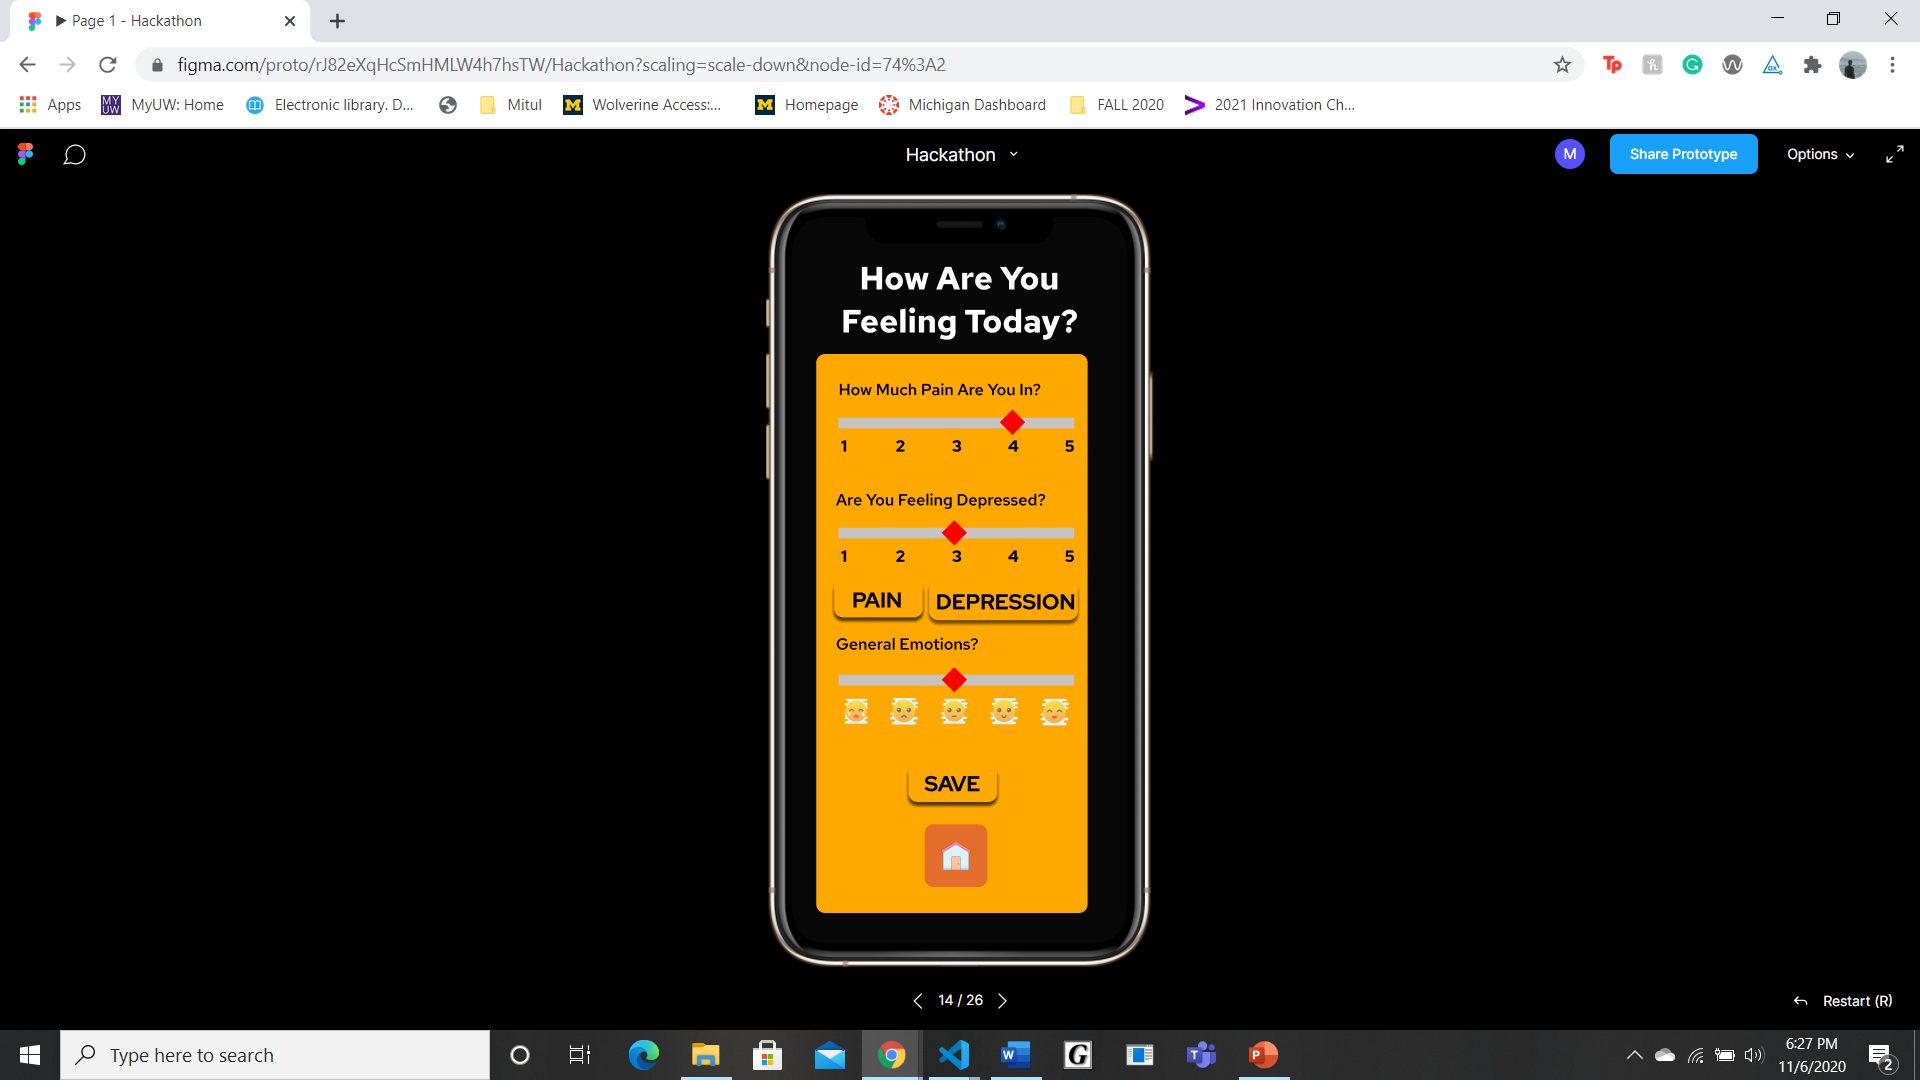 Page 1 - Hackathon
figma.com/proto/rJ82eXqHcSmHMLW4h7hsTW/Hackathon?scaling=scale-down&node-id=74%3A2
Apps
MyUW: Home
Electronic library. D...
Mitul
Wolverine Access:...
Homepage
Michigan Dashboard
FALL 2020
2021 Innovation Ch...
Hackathon
M
Share Prototype
Options
How Are You
Feeling Today?
How Much Pain Are You In?
1 2 3 4 5
Are You Feeling Depressed?
1 2 3 4 5
PAIN DEPRESSION
General Emotions?
SAVE
14 / 26
Restart (R)
Type here to search
6:27 PM
11/6/2020
2